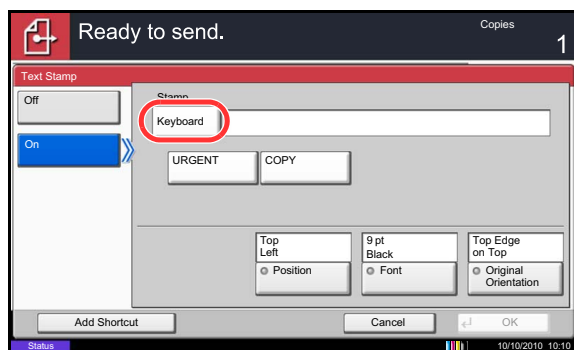 Ready to send.
Copies
1
Text Stamp
Off
On
Stamp
Keyboard
URGENT
COPY
Top
Left
Position
9 pt
Black
Font
Top Edge
on Top
Original
Orientation
Add Shortcut
Cancel
OK
Status
10/10/2010 10:10